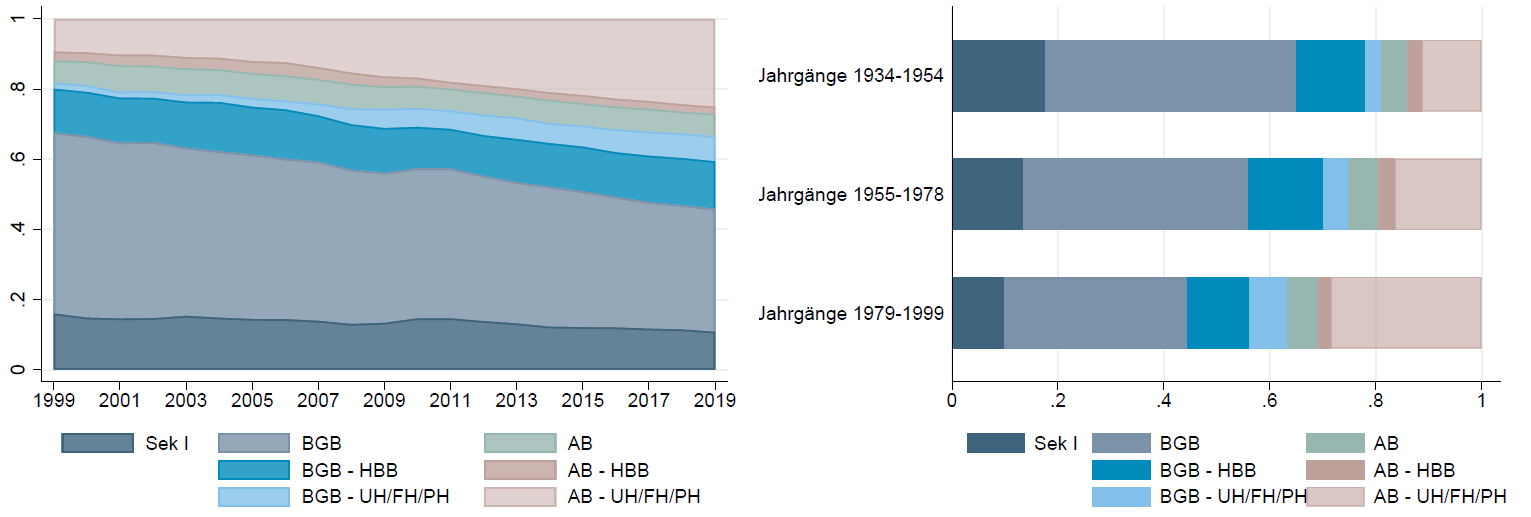 1
.8
.6
.4
.2
0
1999 2001 2003 2005 2007 2009 2011 2013 2015 2017 2019
Sek I BGB AB
BGB - HBB AB - HBB
BGB - UH/FH/PH AB - UH/FH/PH
Jahrgänge 1934-1954
Jahrgänge 1955-1978
Jahrgänge 1979-1999
0 .2 .4 .6 .8 1
Sek I BGB AB
BGB - HBB AB - HBB
BGB - UH/FH/PH AB - UH/FH/PH